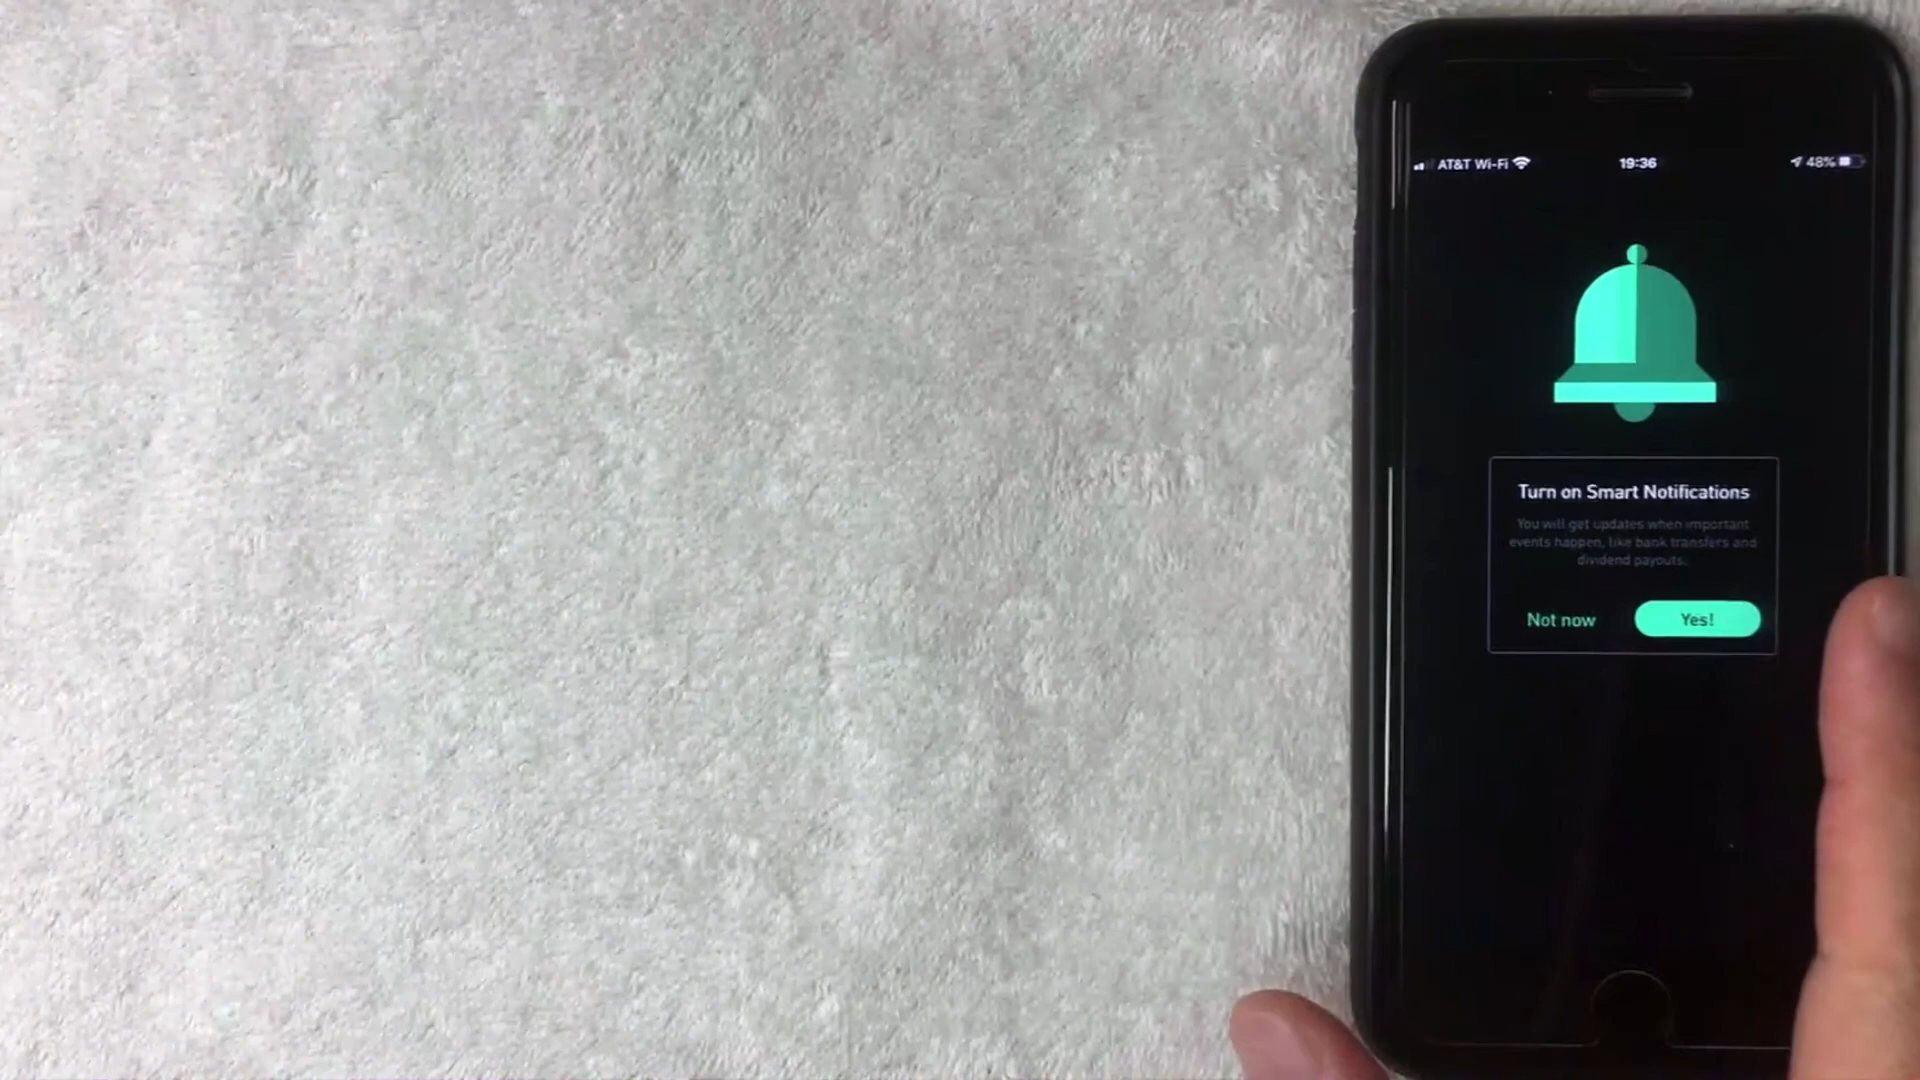 AT&T Wi-Fi 19:36 48%
Turn on Smart Notifications
You will get updates when important
events happen, like bank transfers and
dividend payouts.
Not now Yes!